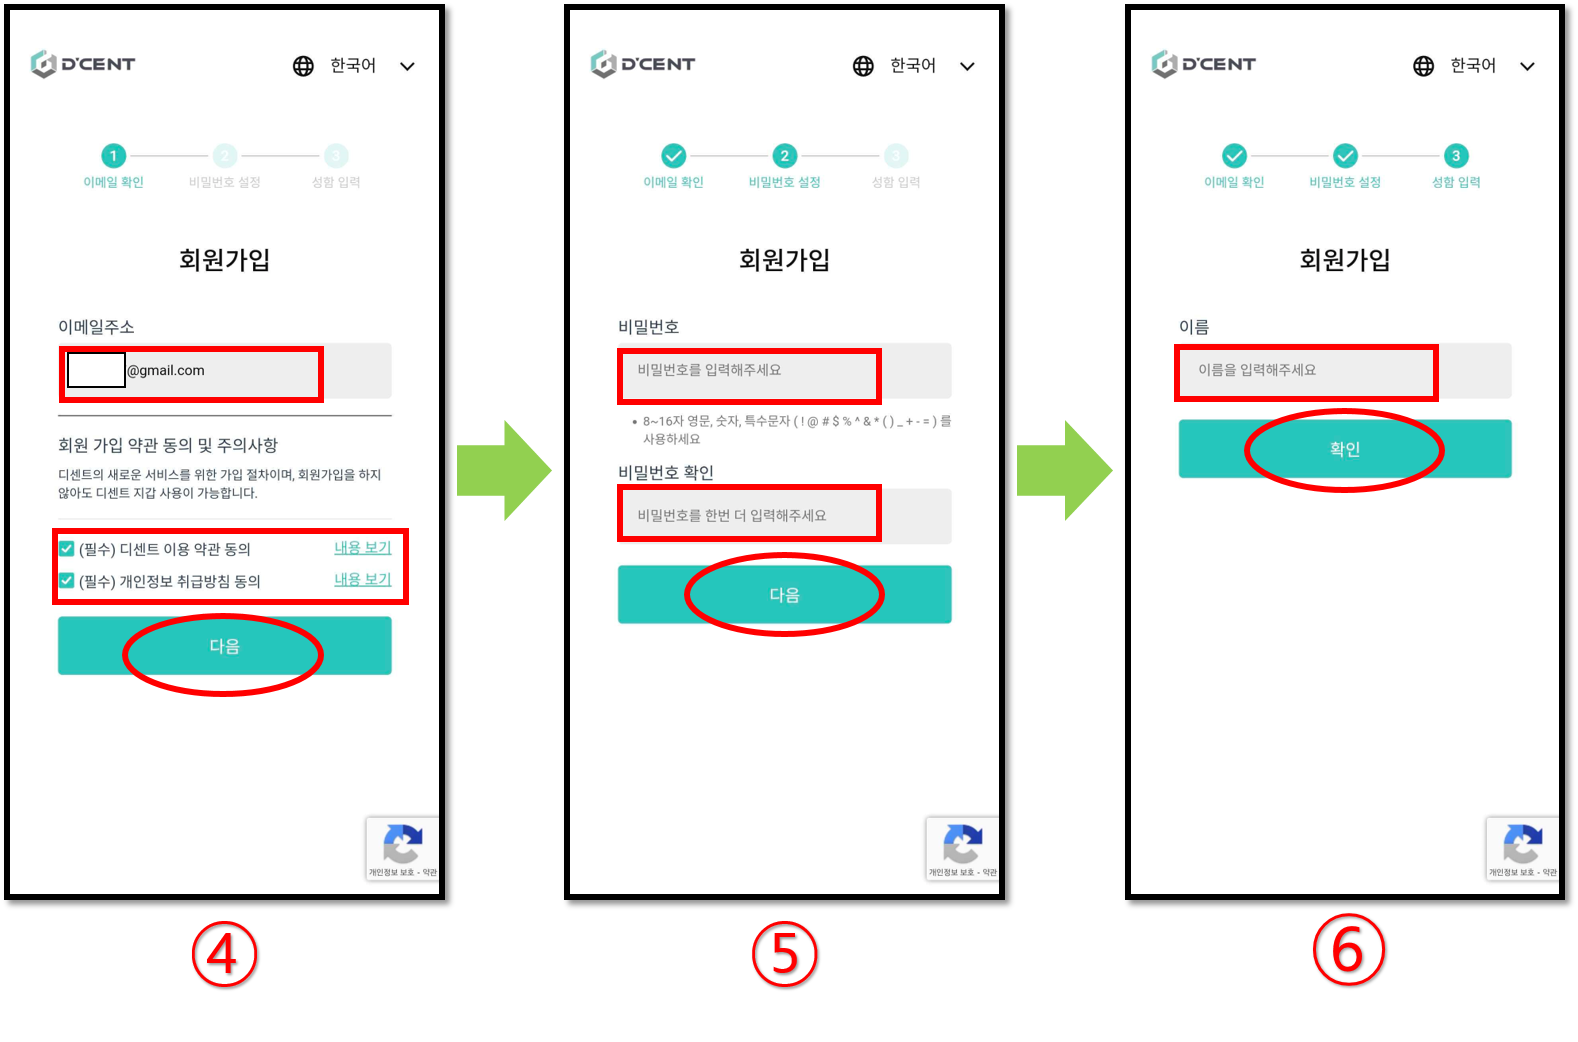 D'CENT
한국어
1
2
3
이메일 확인
비밀번호 설정
성함 입력
회원가입
이메일주소
@gmail.com
회원 가입 약관 동의 및 주의사항
디센트의 새로운 서비스를 위한 가입 절차이며, 회원가입을 하지
않아도 디센트 지갑 사용이 가능합니다.
(필수) 디센트 이용 약관 동의
내용 보기
(필수) 개인정보 취급방침 동의
내용 보기
다음
개인정보 보호 - 약관
④
D'CENT
한국어
2
3
이메일 확인
비밀번호 설정
성함 입력
회원가입
비밀번호
비밀번호를 입력해주세요
• 8~16자 영문, 숫자, 특수문자 ( ! @ # $ % ^ & * ( ) _ + - = ) 를
사용하세요
비밀번호 확인
비밀번호를 한번 더 입력해주세요
다음
개인정보 보호 - 약관
⑤
D'CENT
한국어
3
이메일 확인
비밀번호 설정
성함 입력
회원가입
이름
이름을 입력해주세요
확인
개인정보 보호 - 약관
⑥